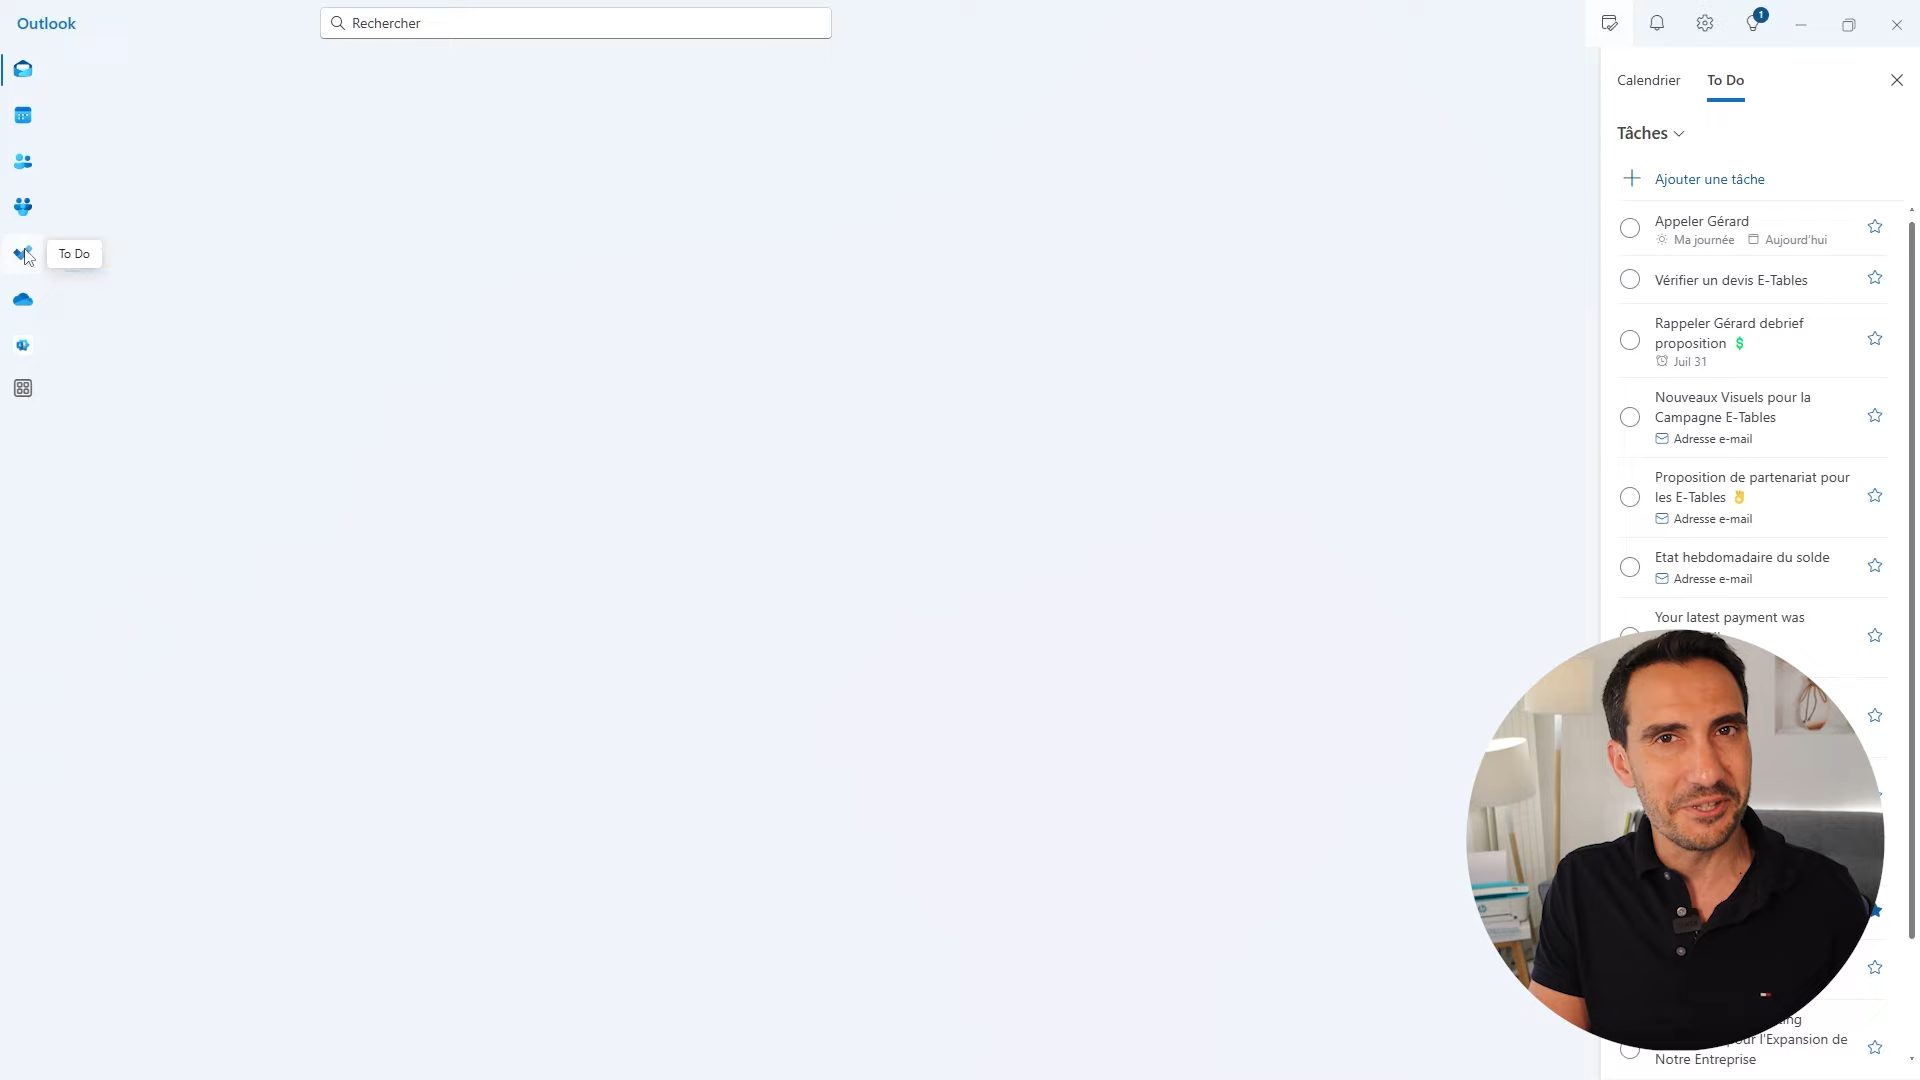 Outlook
Rechercher
1
Calendrier
To Do
Tâches
Ajouter une tâche
Appeler Gérard
Ma journée
Aujourd'hui
To Do
Vérifier un devis E-Tables
Rappeler Gérard debrief
proposition
Juil 31
Nouveaux Visuels pour la
Campagne E-Tables
Adresse e-mail
Proposition de partenariat pour
les E-Tables
Adresse e-mail
Etat hebdomadaire du solde
Adresse e-mail
Your latest payment was
l'Expansion de
Notre Entreprise